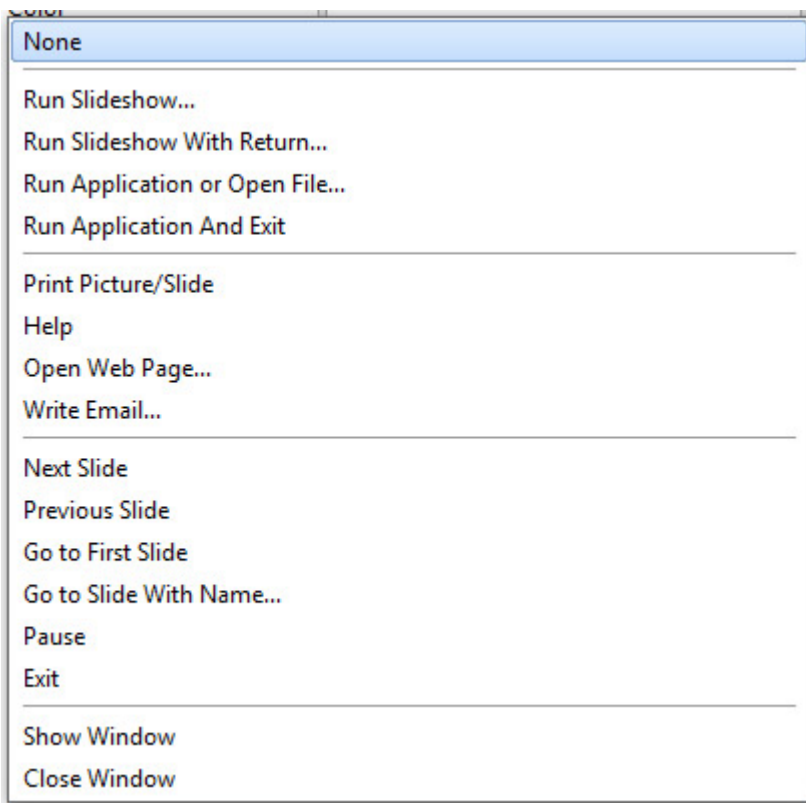 Color
None
Run Slideshow...
Run Slideshow With Return...
Run Application or Open File...
Run Application And Exit
Print Picture/Slide
Help
Open Web Page...
Write Email...
Next Slide
Previous Slide
Go to First Slide
Go to Slide With Name...
Pause
Exit
Show Window
Close Window